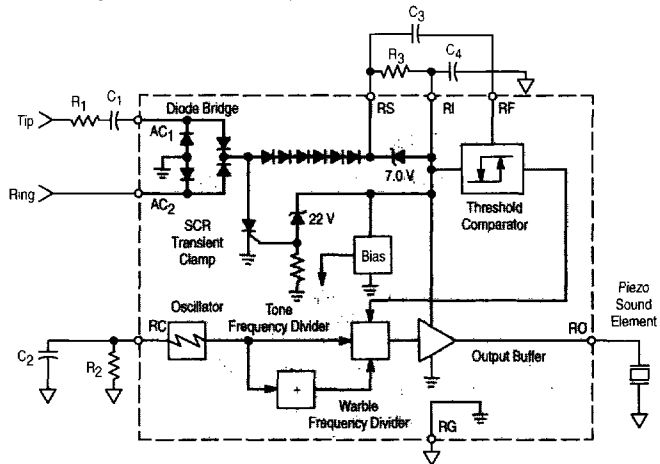 C3
R3
C4
R1
C1
Diode Bridge
RS
RI
RF
Tip
AC1
7.0 V
Ring
AC2
SCR
Transient
Clamp
22 V
Threshold
Comparator
Bias
Oscillator
Tone
Frequency Divider
Piezo
Sound
Element
RC
RO
C2
R2
Output Buffer
+
Warble
Frequency Divider
RG